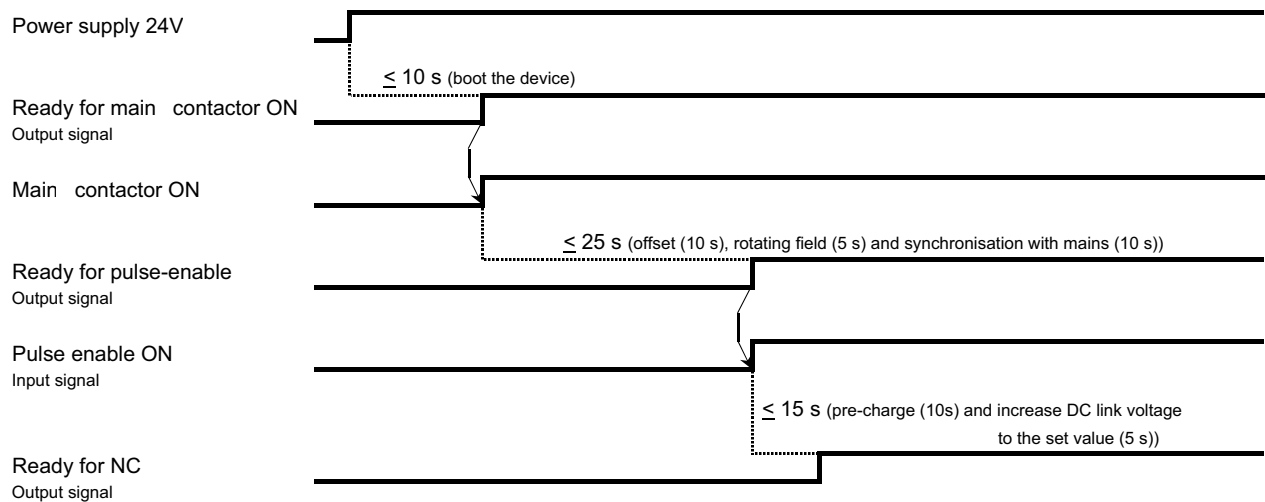 Power supply 24V
≤ 10 s (boot the device)
Ready for main contactor ON
Output signal
Main contactor ON
≤ 25 s (offset (10 s), rotating field (5 s) and synchronisation with mains (10 s))
Ready for pulse-enable
Output signal
Pulse enable ON
Input signal
≤ 15 s (pre-charge (10s) and increase DC link voltage
to the set value (5 s))
Ready for NC
Output signal